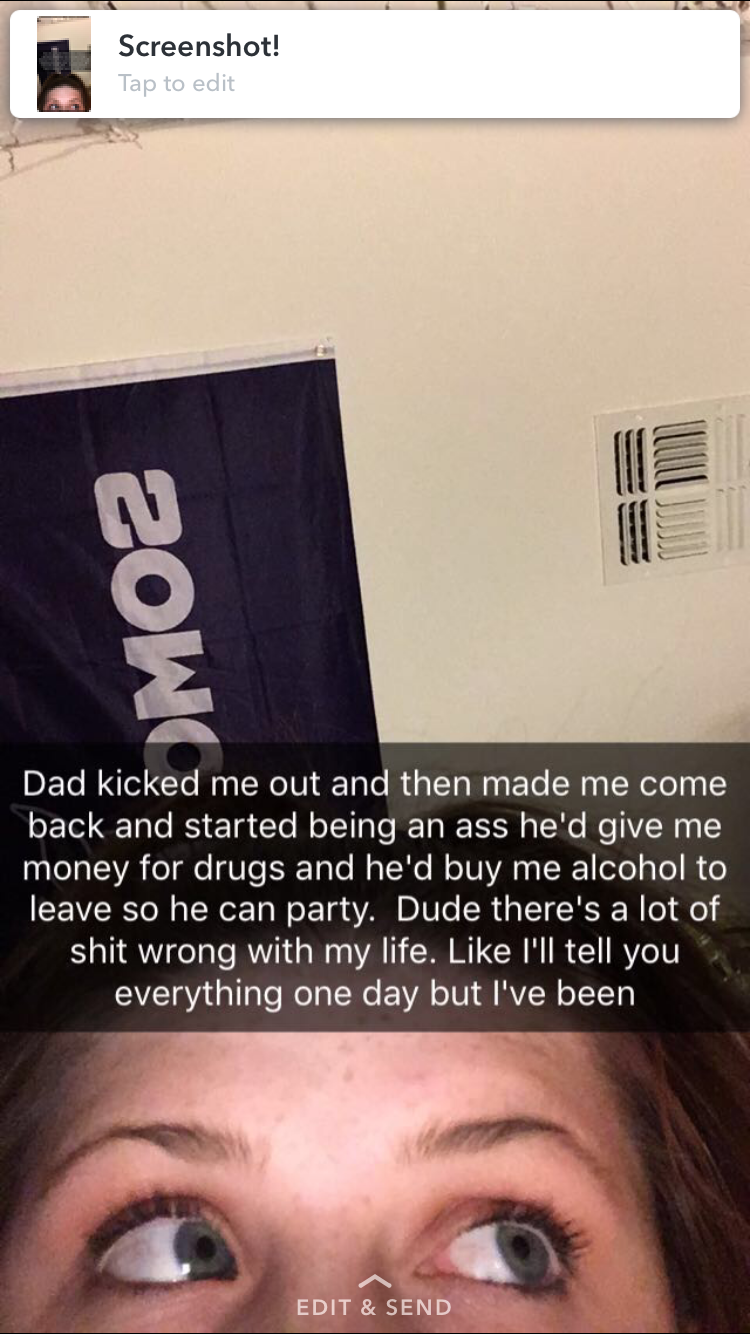 Screenshot!
Tap to edit
Dad kicked me out and then made me come
back and started being an ass he'd give me
money for drugs and he'd buy me alcohol to
leave so he can party.  Dude there's a lot of
shit wrong with my life. Like I'll tell you
everything one day but I've been
EDIT & SEND